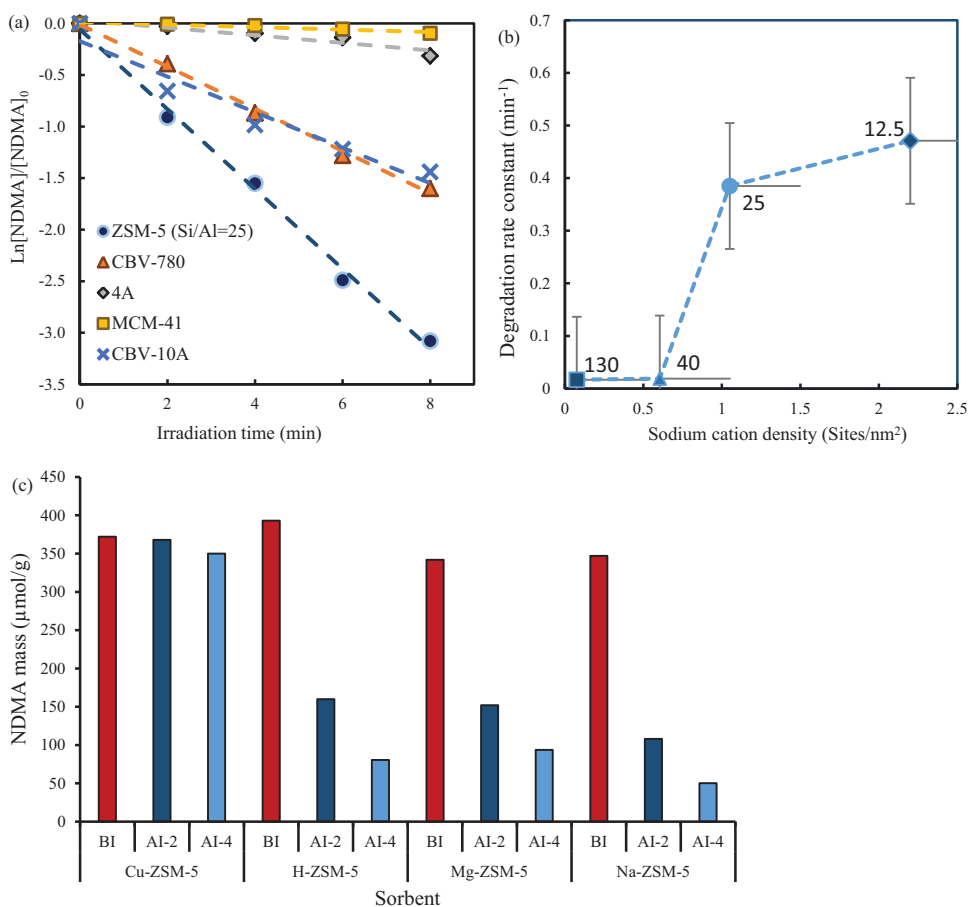 (a)
0.0
-0.5
-1.0
-1.5
-2.0
-2.5
-3.0
-3.5
Ln[NDMA]/[NDMA]0
ZSM-5 (Si/Al=25)
CBV-780
4A
MCM-41
CBV-10A
0 2 4 6 8
Irradiation time (min)
(b)
0.7
0.6
0.5
0.4
0.3
0.2
0.1
0
Degradation rate constant (min-1)
12.5
25
130
40
0 0.5 1 1.5 2 2.5
Sodium cation density (Sites/nm2)
(c)
450
400
350
300
250
200
150
100
50
0
NDMA mass (µmol/g)
BI AI-2 AI-4 BI AI-2 AI-4 BI AI-2 AI-4 BI AI-2 AI-4
Cu-ZSM-5 H-ZSM-5 Mg-ZSM-5 Na-ZSM-5
Sorbent